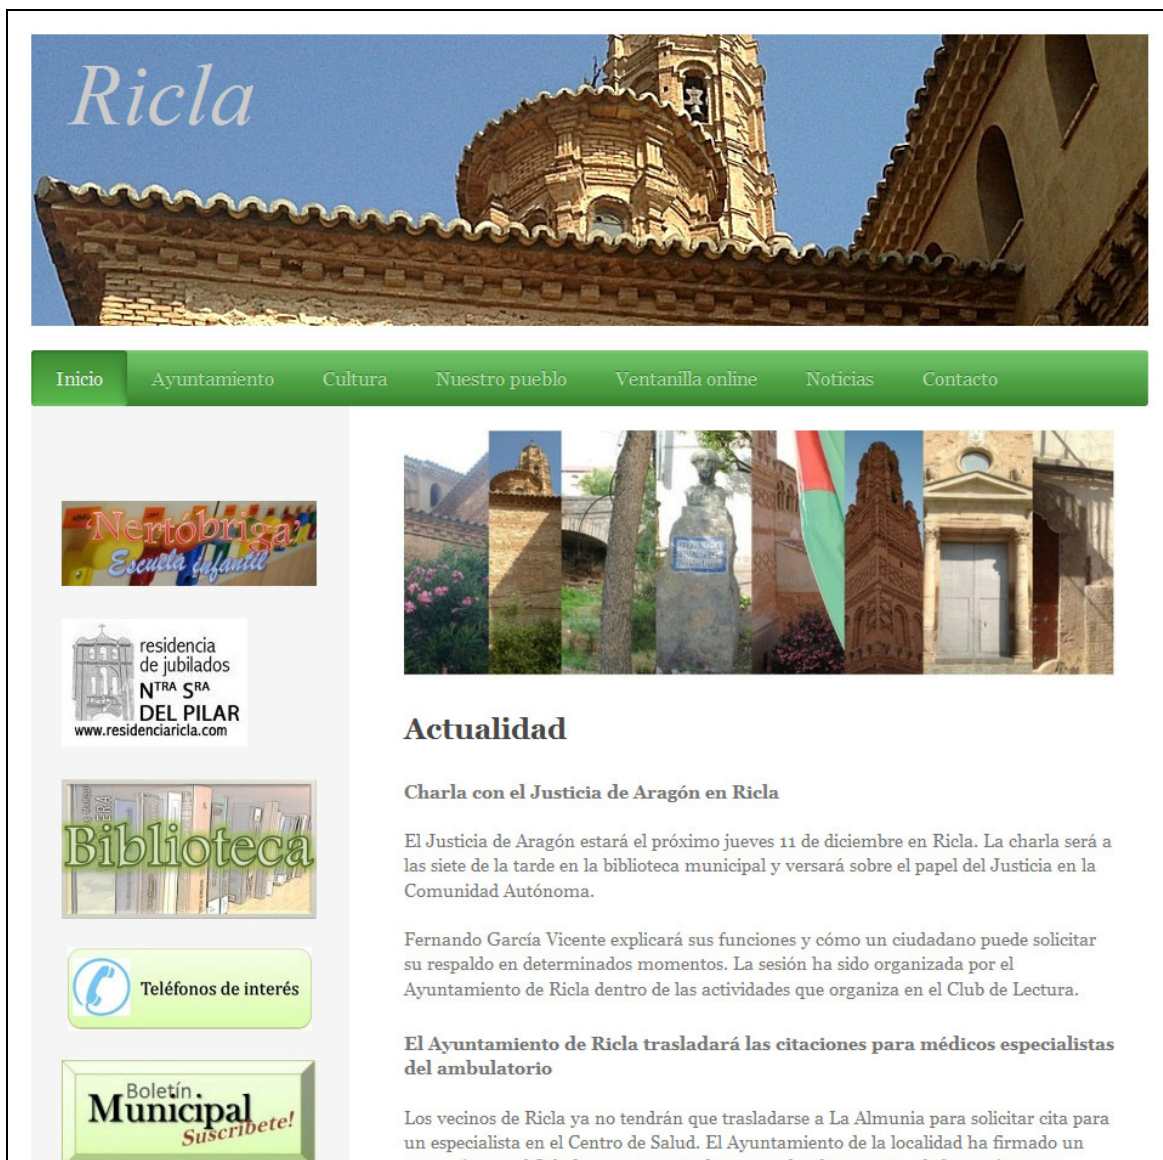 Ricla
Inicio Ayuntamiento Cultura Nuestro pueblo Ventanilla online Noticias Contacto
'Nertóbriga'
Escuela infantil
residencia
de jubilados
NTRA SRA
DEL PILAR
www.residenciaricla.com
Biblioteca
Teléfonos de interés
Boletín
Municipal
Suscríbete!
Actualidad
Charla con el Justicia de Aragón en Ricla
El Justicia de Aragón estará el próximo jueves 11 de diciembre en Ricla. La charla será a
las siete de la tarde en la biblioteca municipal y versará sobre el papel del Justicia en la
Comunidad Autónoma.
Fernando García Vicente explicará sus funciones y cómo un ciudadano puede solicitar
su respaldo en determinados momentos. La sesión ha sido organizada por el
Ayuntamiento de Ricla dentro de las actividades que organiza en el Club de Lectura.
El Ayuntamiento de Ricla trasladará las citaciones para médicos especialistas
del ambulatorio
Los vecinos de Ricla ya no tendrán que trasladarse a La Almunia para solicitar cita para
un especialista en el Centro de Salud. El Ayuntamiento de la localidad ha firmado un